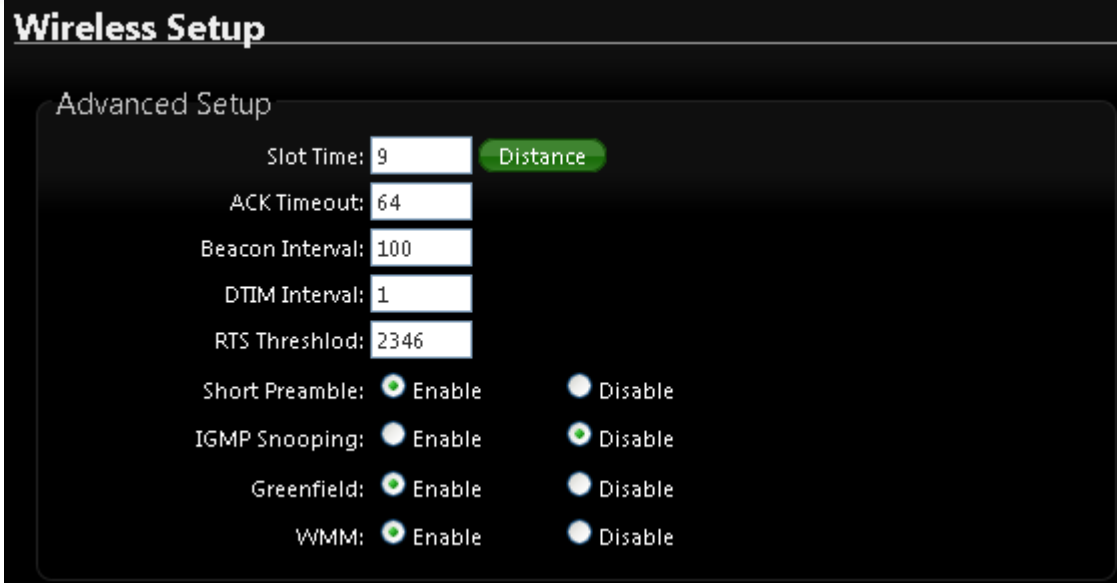 Wireless Setup
Advanced Setup
Slot Time: 9 Distance
ACK Timeout: 64
Beacon Interval: 100
DTIM Interval: 1
RTS Threshlod: 2346
Short Preamble: Enable Disable
IGMP Snooping: Enable Disable
Greenfield: Enable Disable
WMM: Enable Disable